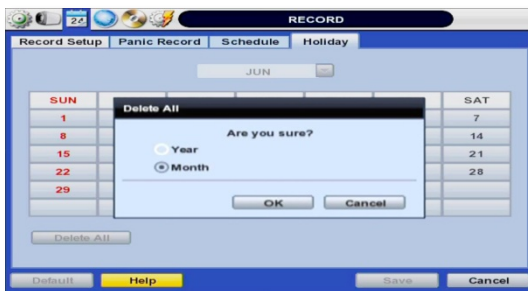 24 RECORD
Record Setup Panic Record Schedule Holiday
JUN
SUN SAT
Delete All
1 7
Are you sure?
8 14
Year
15 21
Month
22 28
29
OK Cancel
Delete All
Default Help Save Cancel